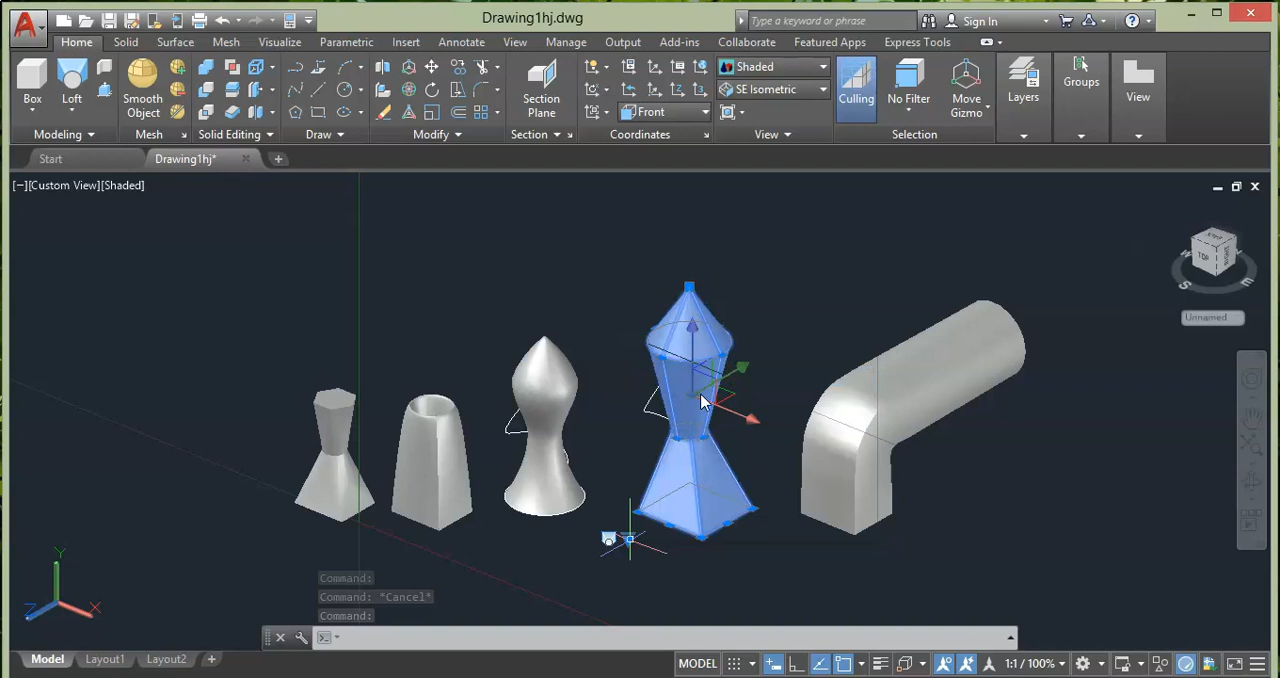 Drawing1hj.dwg
Type a keyword or phrase
Sign In
Home Solid Surface Mesh Visualize Parametric Insert Annotate View Manage Output Add-ins Collaborate Featured Apps Express Tools
Box
Loft
Smooth
Object
Section
Plane
Shaded
SE Isometric
Front
Culling
No Filter
Move
Gizmo
Layers
Groups
View
Modeling Mesh Solid Editing Draw Modify Section Coordinates View Selection
Start
Drawing1hj*
[−][Custom View][Shaded]
TOP
RIGHT
S
E
Unnamed
Y
Z
X
Command:
Command: *Cancel*
Command:
Model Layout1 Layout2
MODEL
1:1 / 100%